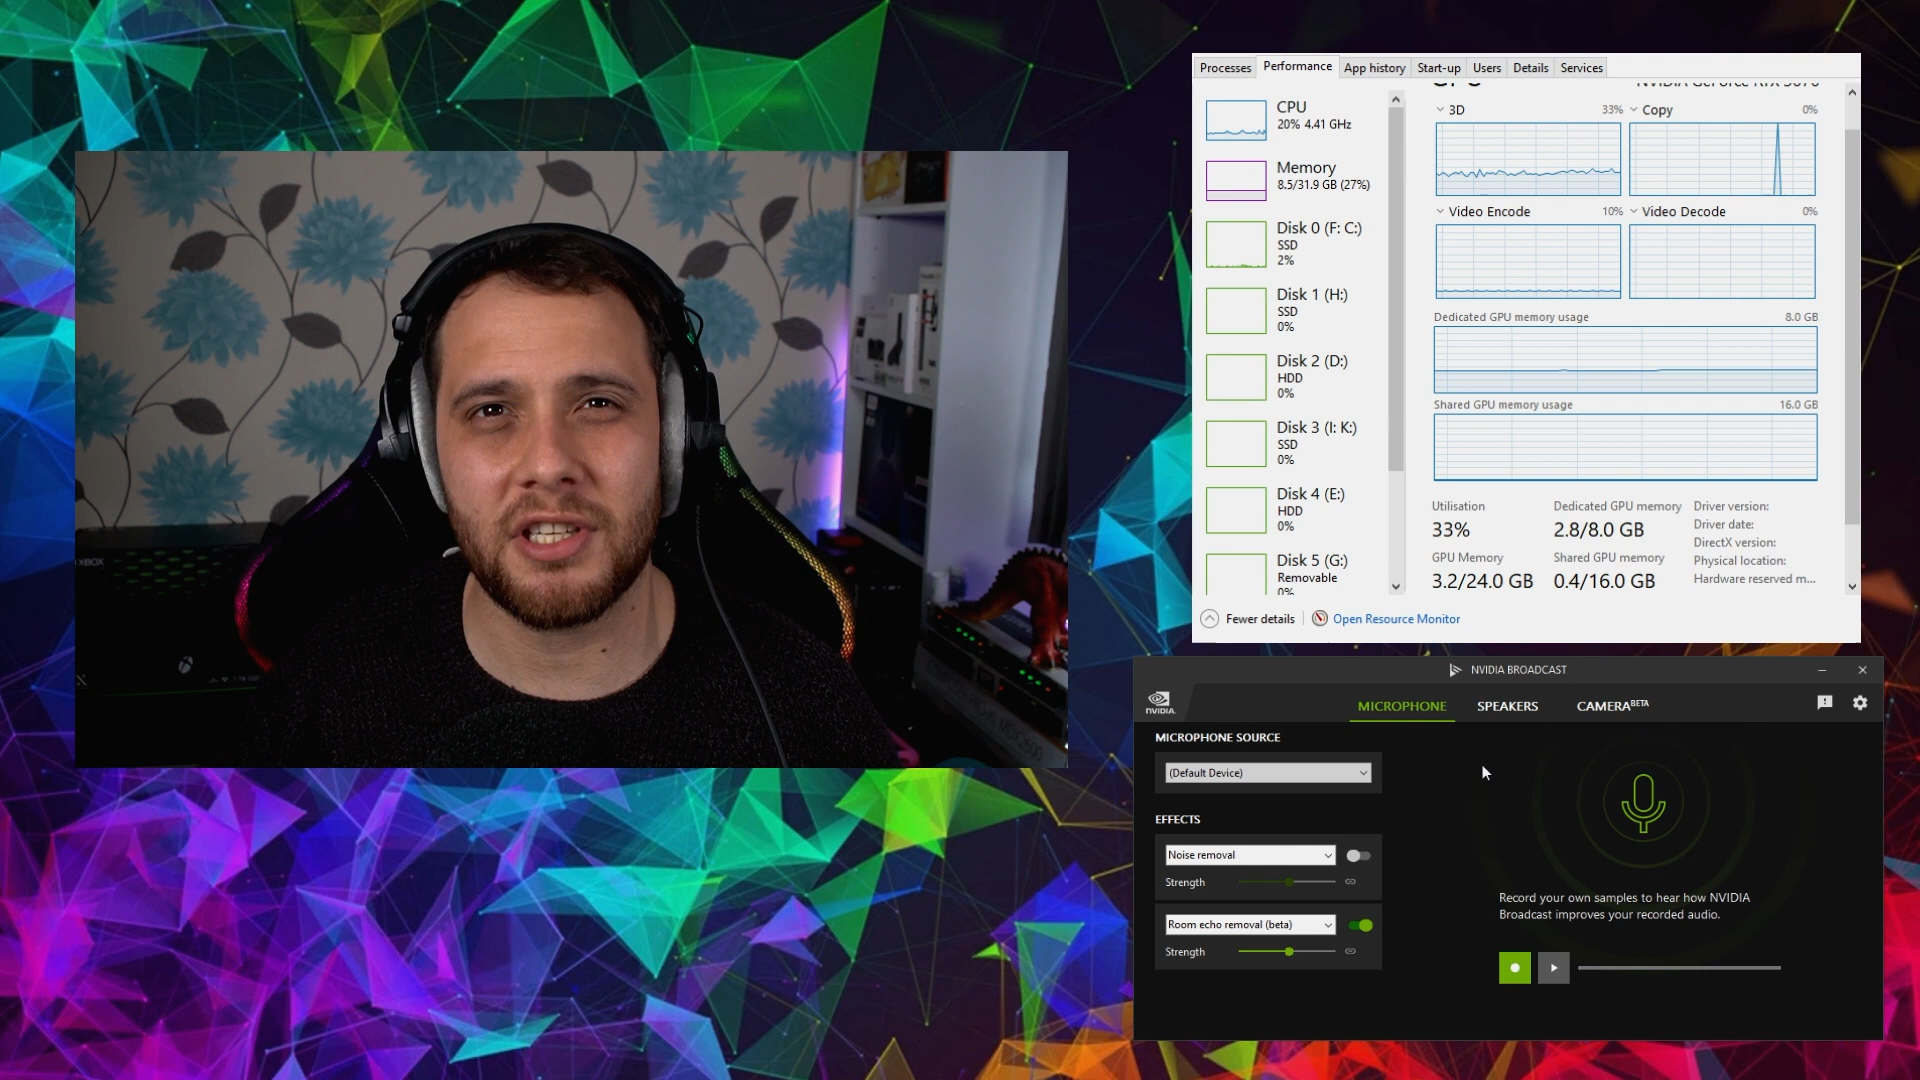 Processes Performance App history Start-up Users Details Services
CPU
20% 4.41 GHz
Memory
8.5/31.9 GB (27%)
Disk 0 (F: C:)
SSD
2%
Disk 1 (H:)
SSD
0%
Disk 2 (D:)
HDD
0%
Disk 3 (I: K:)
SSD
0%
Disk 4 (E:)
HDD
0%
Disk 5 (G:)
Removable
0%
3D 33% Copy 0%
Video Encode 10% Video Decode 0%
Dedicated GPU memory usage 8.0 GB
Shared GPU memory usage 16.0 GB
Utilisation
33%
Dedicated GPU memory
2.8/8.0 GB
GPU Memory
3.2/24.0 GB
Shared GPU memory
0.4/16.0 GB
Driver version:
Driver date:
DirectX version:
Physical location:
Hardware reserved m...
Fewer details Open Resource Monitor
NVIDIA BROADCAST
NVIDIA.
MICROPHONE SPEAKERS CAMERA BETA
MICROPHONE SOURCE
(Default Device)
EFFECTS
Noise removal
Strength
Room echo removal (beta)
Strength
Record your own samples to hear how NVIDIA
Broadcast improves your recorded audio.
XBOX